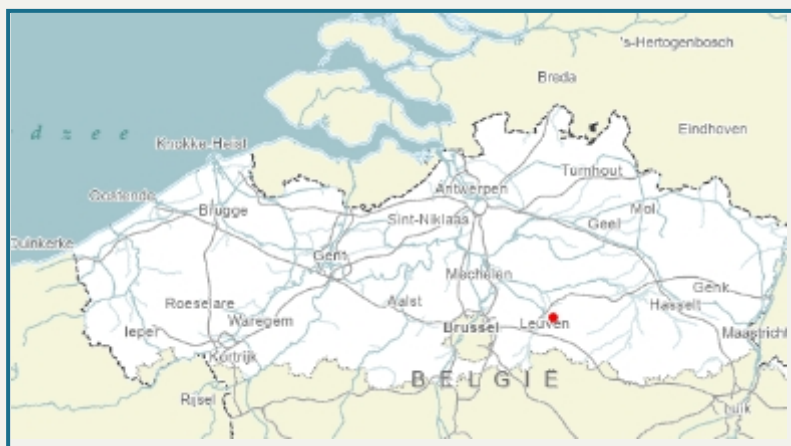 's-Hertogenbosch
Breda
Eindhoven
d z e e
Knokke-Heist
Turnhout
Antwerpen
Oostende
Brugge
Sint-Niklaas
Geel
Mol
Duinkerke
Gent
Mechelen
Genk
Roeselare
Aalst
Hasselt
Ieper
Waregem
Brussel
Leuven
Maastricht
Kortrijk
BELGIË
Rijsel
Luik